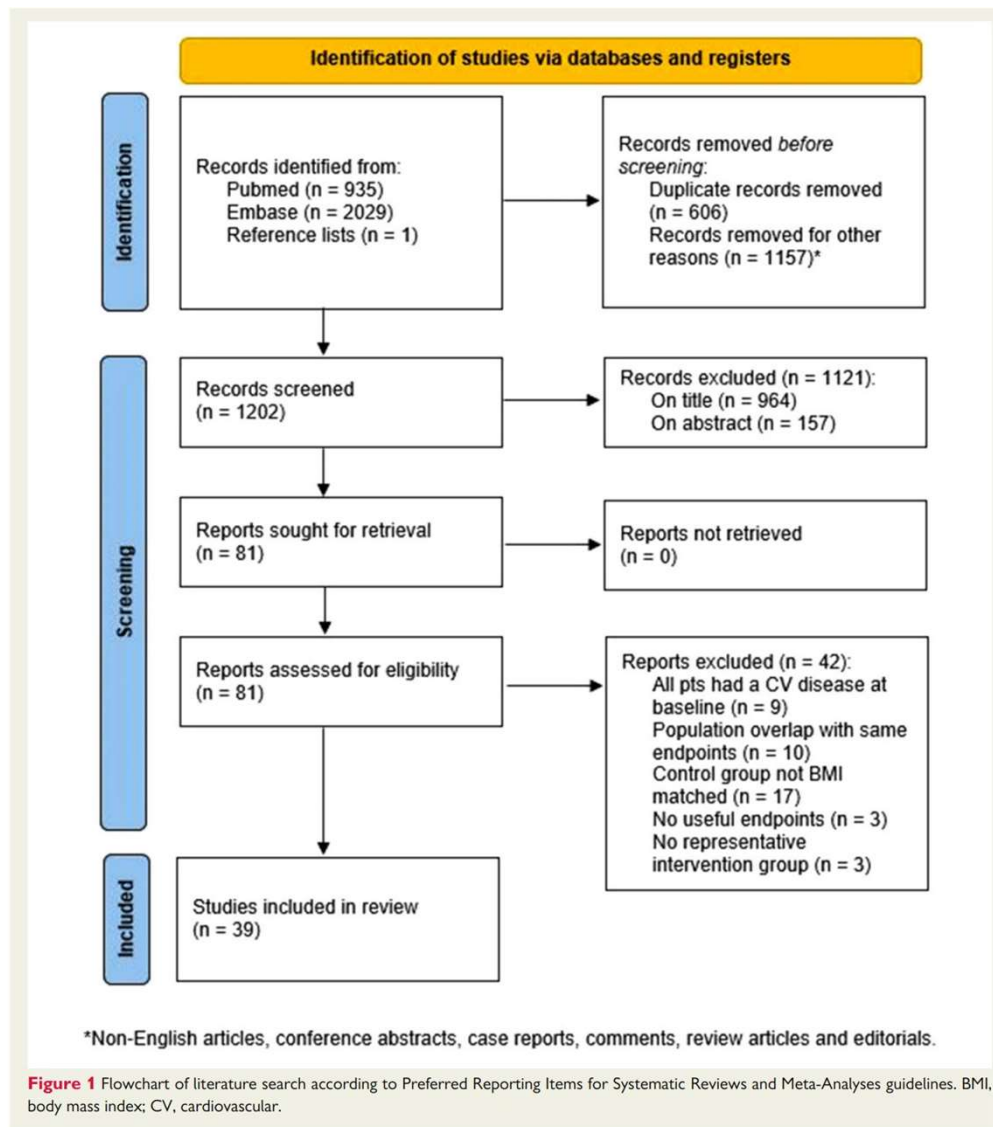 Identification of studies via databases and registers
Identification
Records identified from:
Pubmed (n = 935)
Embase (n = 2029)
Reference lists (n = 1)
Records removed before
screening:
Duplicate records removed
(n = 606)
Records removed for other
reasons (n = 1157)*
Screening
Records screened
(n = 1202)
Records excluded (n = 1121):
On title (n = 964)
On abstract (n = 157)
Reports sought for retrieval
(n = 81)
Reports not retrieved
(n = 0)
Reports assessed for eligibility
(n = 81)
Reports excluded (n = 42):
All pts had a CV disease at
baseline (n = 9)
Population overlap with same
endpoints (n = 10)
Control group not BMI
matched (n = 17)
No useful endpoints (n = 3)
No representative
intervention group (n = 3)
Included
Studies included in review
(n = 39)
*Non-English articles, conference abstracts, case reports, comments, review articles and editorials.
Figure 1 Flowchart of literature search according to Preferred Reporting Items for Systematic Reviews and Meta-Analyses guidelines. BMI,
body mass index; CV, cardiovascular.